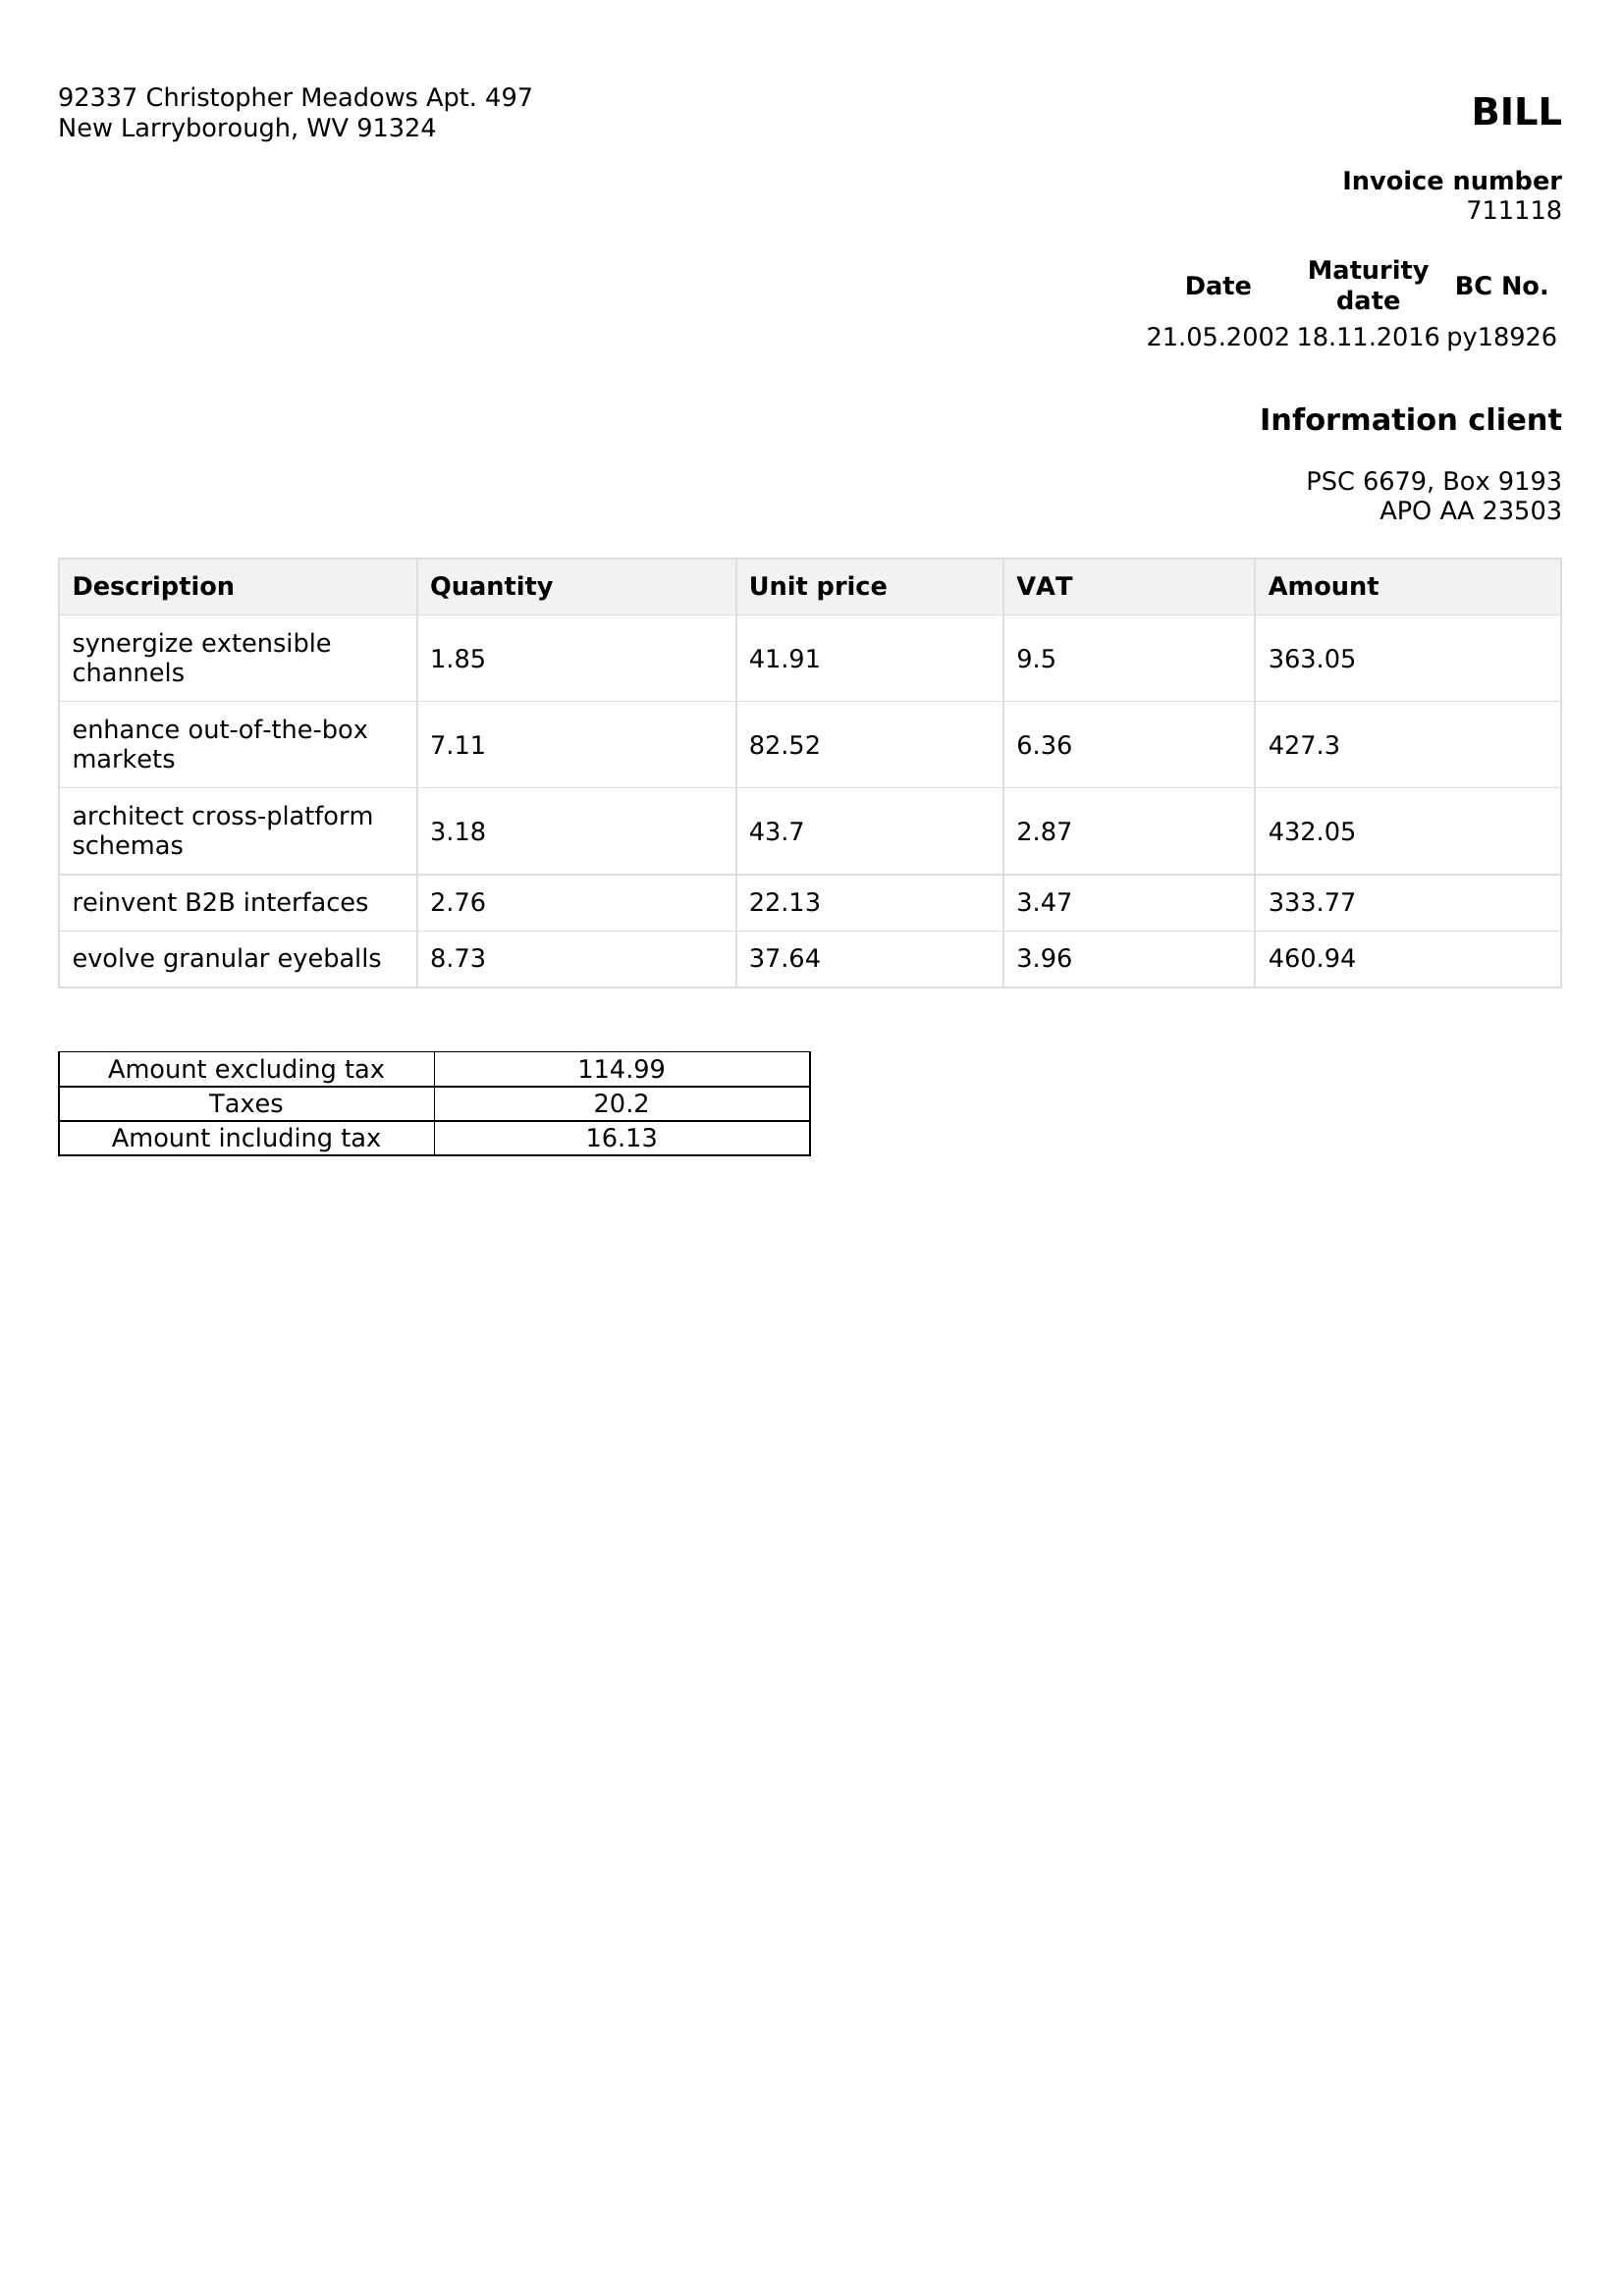 92337 Christopher Meadows Apt. 497
New Larryborough, WV 91324
BILL
Invoice number
711118
Date Maturity date BC No.
21.05.2002 18.11.2016 py18926
Information client
PSC 6679, Box 9193
APO AA 23503
Description Quantity Unit price VAT Amount
synergize extensible
channels 1.85 41.91 9.5 363.05
enhance out-of-the-box
markets 7.11 82.52 6.36 427.3
architect cross-platform
schemas 3.18 43.7 2.87 432.05
reinvent B2B interfaces 2.76 22.13 3.47 333.77
evolve granular eyeballs 8.73 37.64 3.96 460.94
Amount excluding tax 114.99
Taxes 20.2
Amount including tax 16.13